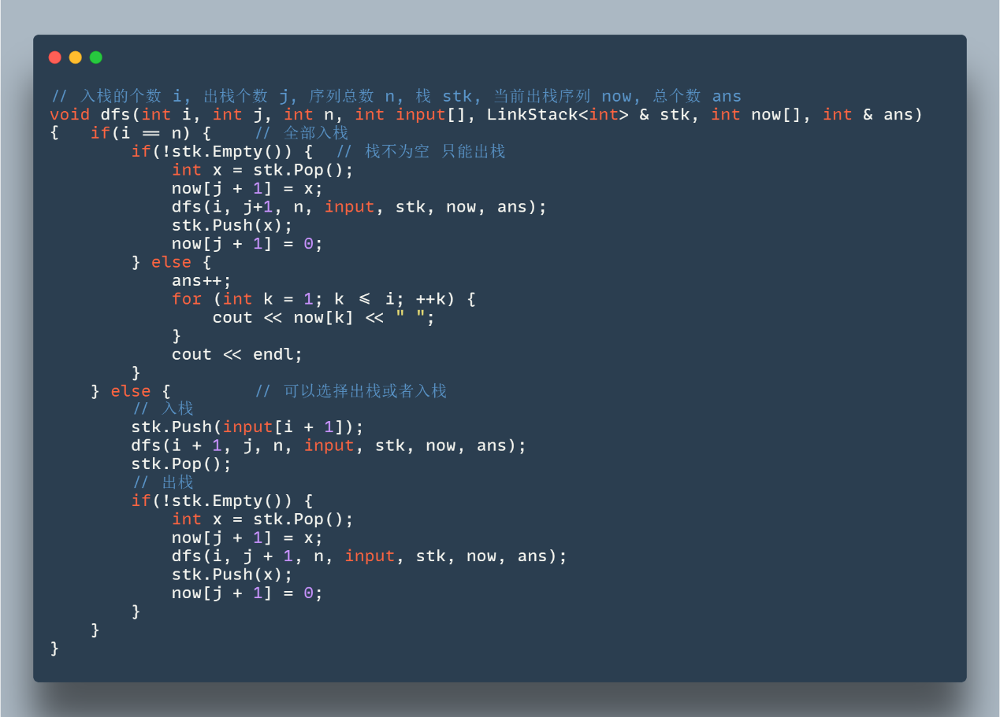 // 入栈的个数 i, 出栈个数 j, 序列总数 n, 栈 stk, 当前出栈序列 now, 总个数 ans
void dfs(int i, int j, int n, int input[], LinkStack<int> & stk, int now[], int & ans)
{   if(i == n) {    // 全部入栈
        if(!stk.Empty()) {  // 栈不为空 只能出栈
            int x = stk.Pop();
            now[j + 1] = x;
            dfs(i, j+1, n, input, stk, now, ans);
            stk.Push(x);
            now[j + 1] = 0;
        } else {
            ans++;
            for (int k = 1; k <= i; ++k) {
                cout << now[k] << " ";
            }
            cout << endl;
        }
    } else {        // 可以选择出栈或者入栈
        // 入栈
        stk.Push(input[i + 1]);
        dfs(i + 1, j, n, input, stk, now, ans);
        stk.Pop();
        // 出栈
        if(!stk.Empty()) {
            int x = stk.Pop();
            now[j + 1] = x;
            dfs(i, j + 1, n, input, stk, now, ans);
            stk.Push(x);
            now[j + 1] = 0;
        }
    }
}